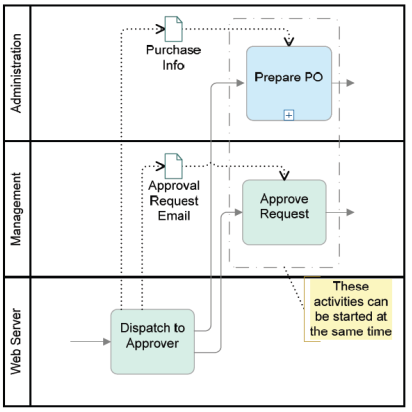 Administration
Purchase
Info
Prepare PO
Management
Approval
Request
Email
Approve
Request
Web Server
Dispatch to
Approver
These
activities can
be started at
the same time